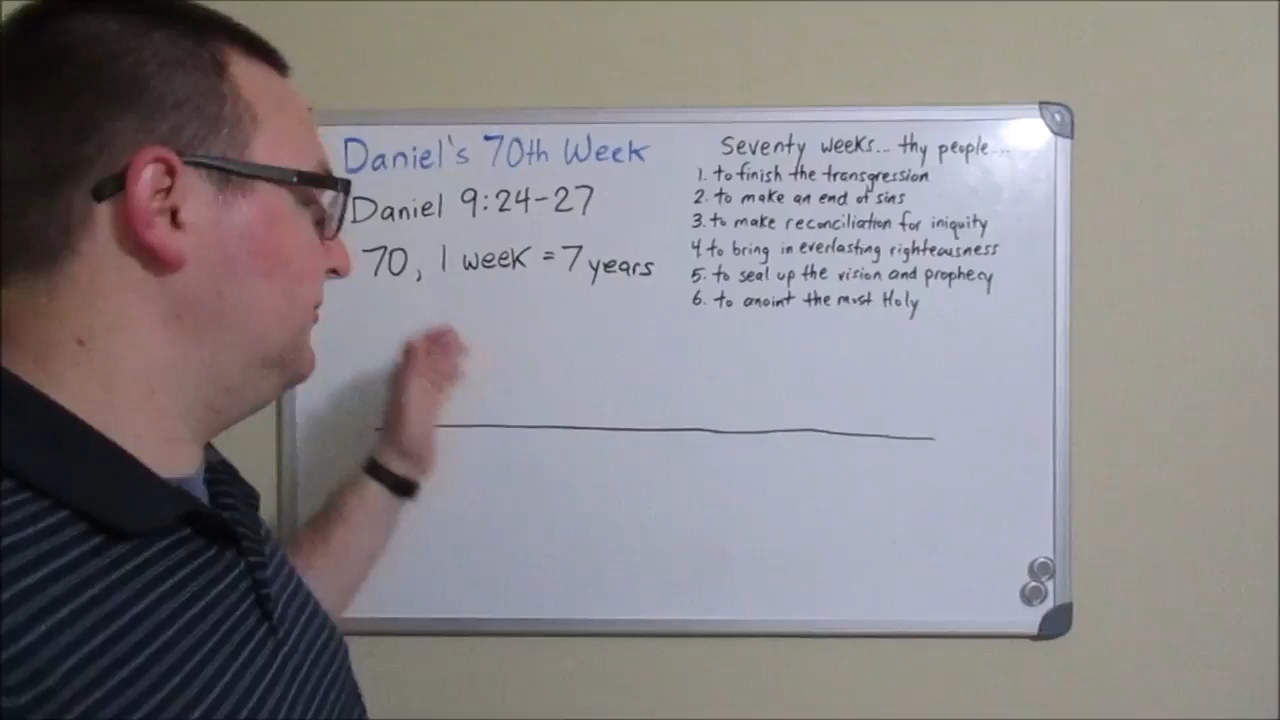 Daniel's 70th Week
Daniel 9:24-27
70, 1 week = 7 years
Seventy weeks... thy people...
1. to finish the transgression
2. to make an end of sins
3. to make reconciliation for iniquity
4 to bring in everlasting righteousness
5. to seal up the vision and prophecy
6. to anoint the most Holy